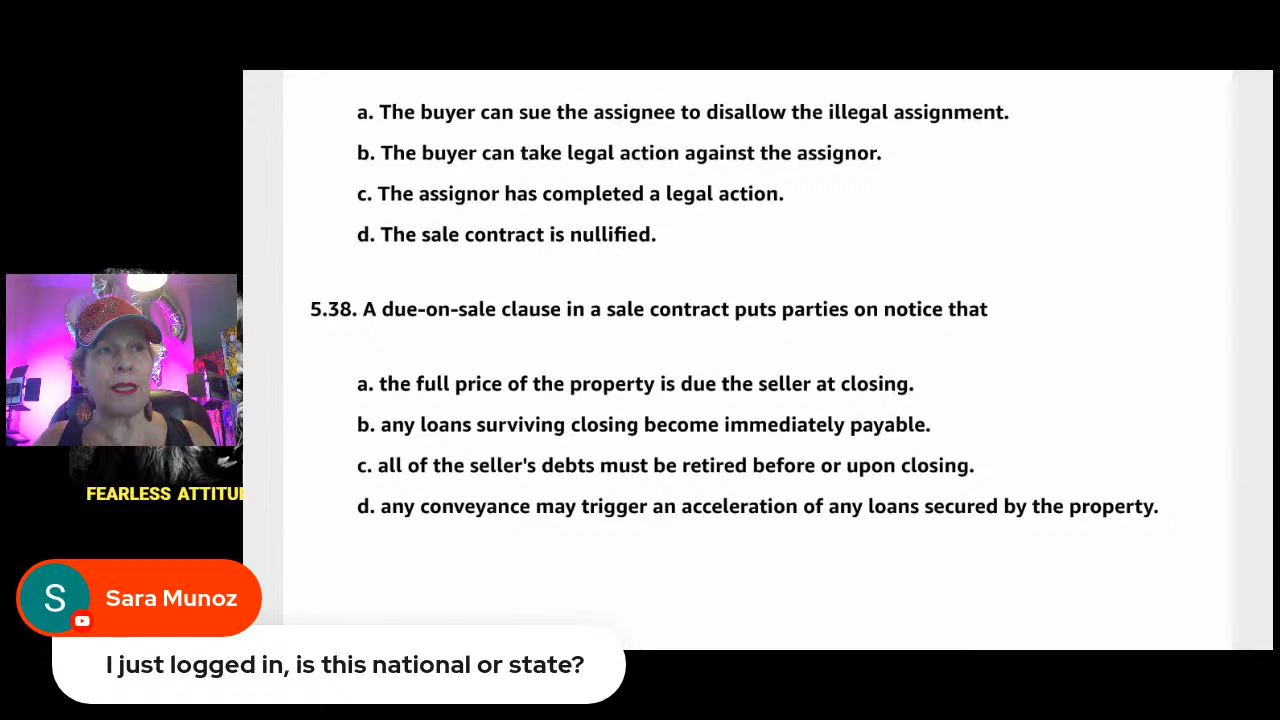 a. The buyer can sue the assignee to disallow the illegal assignment.
b. The buyer can take legal action against the assignor.
c. The assignor has completed a legal action.
d. The sale contract is nullified.
5.38. A due-on-sale clause in a sale contract puts parties on notice that
a. the full price of the property is due the seller at closing.
b. any loans surviving closing become immediately payable.
c. all of the seller's debts must be retired before or upon closing.
d. any conveyance may trigger an acceleration of any loans secured by the property.
FEARLESS ATTITU
S
Sara Munoz
I just logged in, is this national or state?